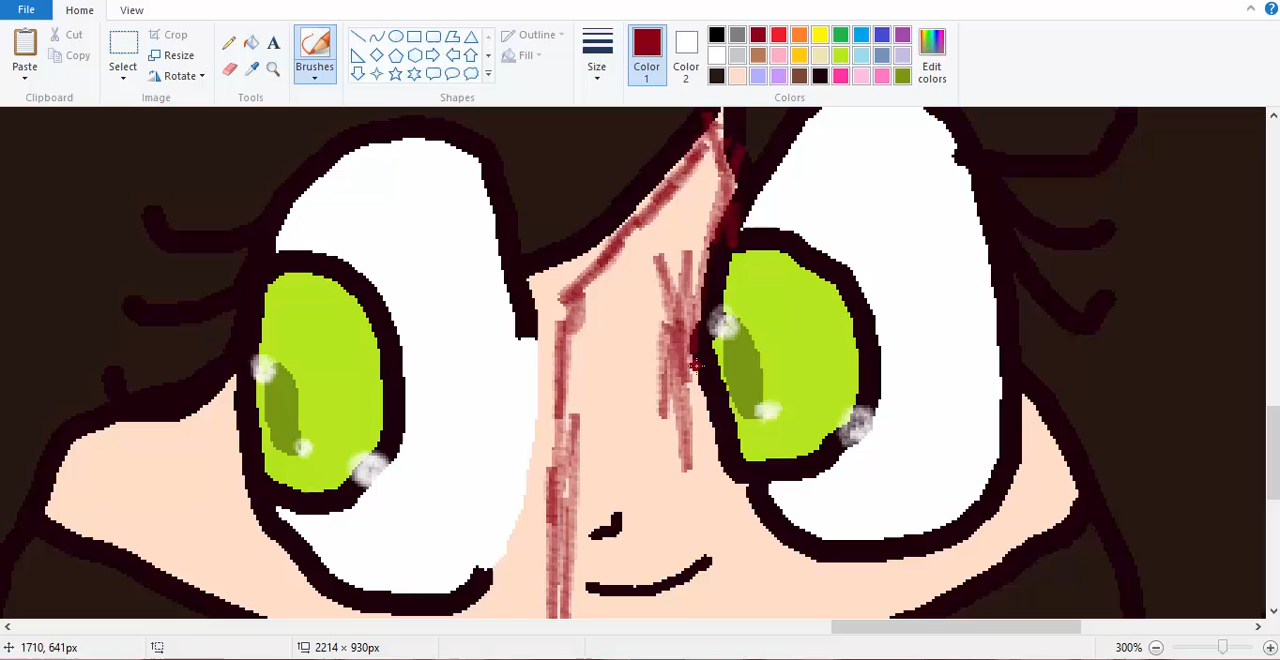 File Home View
Paste
Cut
Copy
Clipboard
Select
Crop
Resize
Rotate
Image
A
Tools
Brushes
Outline
Fill
Shapes
Size
Color 1
Color 2
Edit colors
Colors
1710, 641px
2214 × 930px
300%